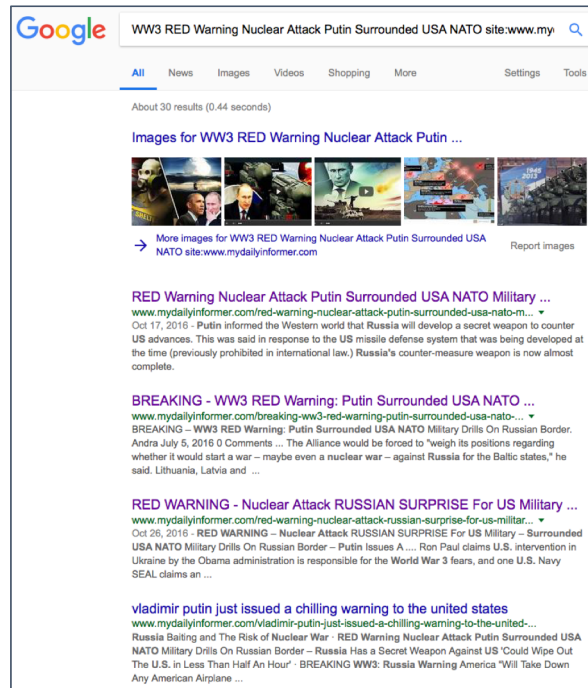 Google
WW3 RED Warning Nuclear Attack Putin Surrounded USA NATO site:www.my
All News Images Videos Shopping More Settings Tools
About 30 results (0.44 seconds)
Images for WW3 RED Warning Nuclear Attack Putin ...
1945
2013
More images for WW3 RED Warning Nuclear Attack Putin Surrounded USA
NATO site:www.mydailyinformer.com
Report images
RED Warning Nuclear Attack Putin Surrounded USA NATO Military ...
www.mydailyinformer.com/red-warning-nuclear-attack-putin-surrounded-usa-nato-m...
Oct 17, 2016 - Putin informed the Western world that Russia will develop a secret weapon to counter
US advances. This was said in response to the US missile defense system that was being developed at
the time (previously prohibited in international law.) Russia's counter-measure weapon is now almost
complete.
BREAKING - WW3 RED Warning: Putin Surrounded USA NATO ...
www.mydailyinformer.com/breaking-ww3-red-warning-putin-surrounded-usa-nato-...
BREAKING – WW3 RED Warning: Putin Surrounded USA NATO Military Drills On Russian Border.
Andra July 5, 2016 0 Comments ... The Alliance would be forced to "weigh its positions regarding
whether it would start a war – maybe even a nuclear war – against Russia for the Baltic states," he
said. Lithuania, Latvia and ...
RED WARNING - Nuclear Attack RUSSIAN SURPRISE For US Military ...
www.mydailyinformer.com/red-warning-nuclear-attack-russian-surprise-for-us-militar...
Oct 26, 2016 - RED WARNING – Nuclear Attack RUSSIAN SURPRISE For US Military – Surrounded
USA NATO Military Drills On Russian Border – Putin Issues A .... Ron Paul claims U.S. intervention in
Ukraine by the Obama administration is responsible for the World War 3 fears, and one U.S. Navy
SEAL claims an ...
vladimir putin just issued a chilling warning to the united states
www.mydailyinformer.com/vladimir-putin-just-issued-a-chilling-warning-to-the-united-...
Russia Baiting and The Risk of Nuclear War · RED Warning Nuclear Attack Putin Surrounded USA
NATO Military Drills On Russian Border – Russia Has a Secret Weapon Against US 'Could Wipe Out
The U.S. in Less Than Half An Hour' · BREAKING WW3: Russia Warning America "Will Take Down
Any American Airplane ...